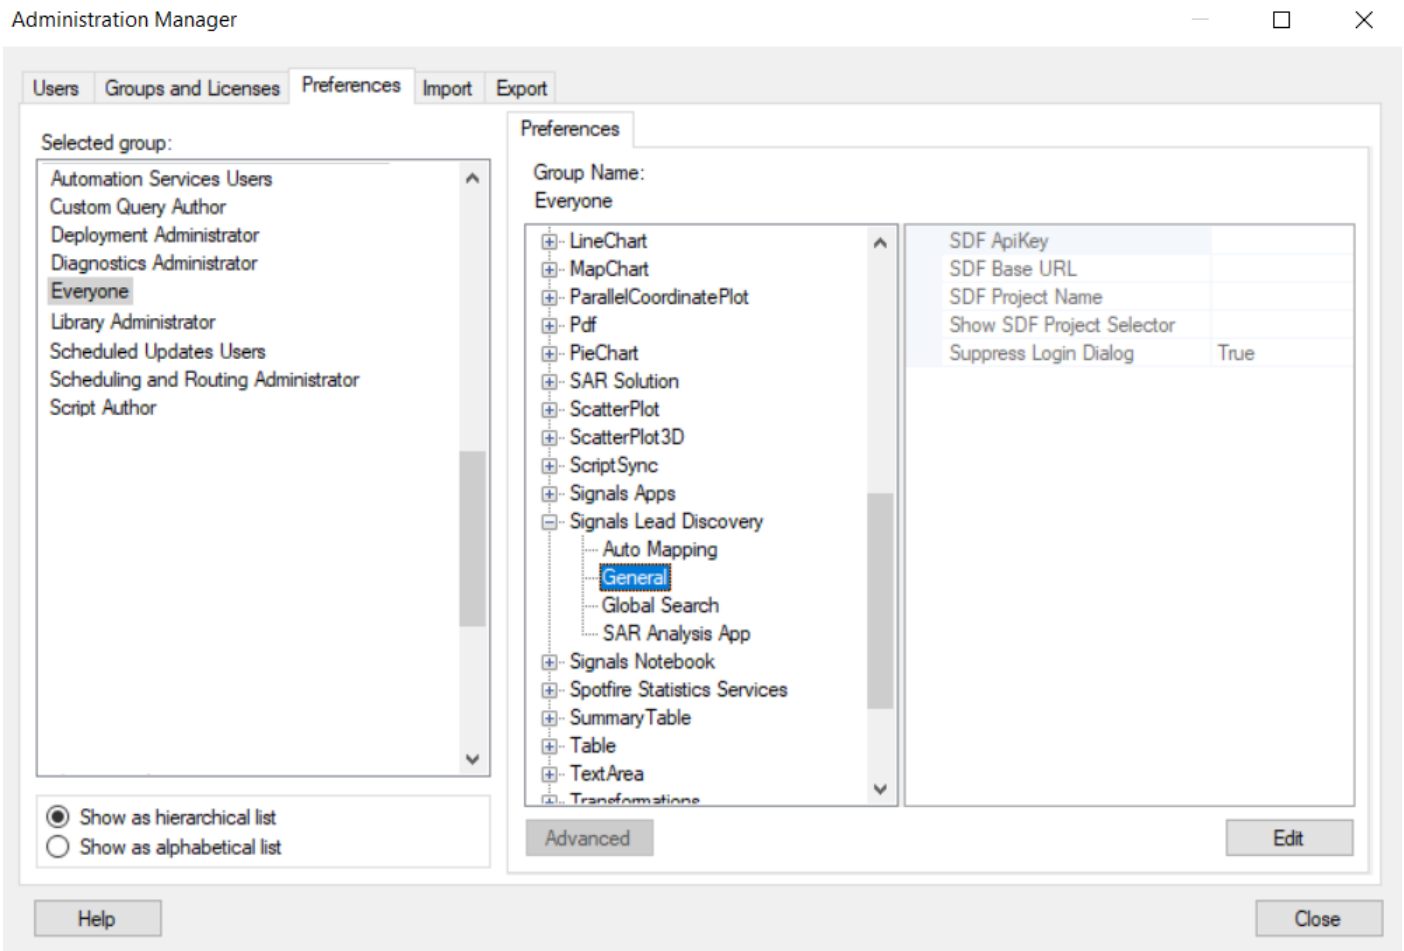 Administration Manager
Users
Groups and Licenses
Preferences
Import
Export
Selected group:
Automation Services Users
Custom Query Author
Deployment Administrator
Diagnostics Administrator
Everyone
Library Administrator
Scheduled Updates Users
Scheduling and Routing Administrator
Script Author
Show as hierarchical list
Show as alphabetical list
Preferences
Group Name:
Everyone
LineChart
MapChart
ParallelCoordinatePlot
Pdf
PieChart
SAR Solution
ScatterPlot
ScatterPlot3D
ScriptSync
Signals Apps
Signals Lead Discovery
Auto Mapping
General
Global Search
SAR Analysis App
Signals Notebook
Spotfire Statistics Services
SummaryTable
Table
TextArea
Transformations
SDF ApiKey
SDF Base URL
SDF Project Name
Show SDF Project Selector
Suppress Login Dialog True
Advanced
Edit
Help
Close